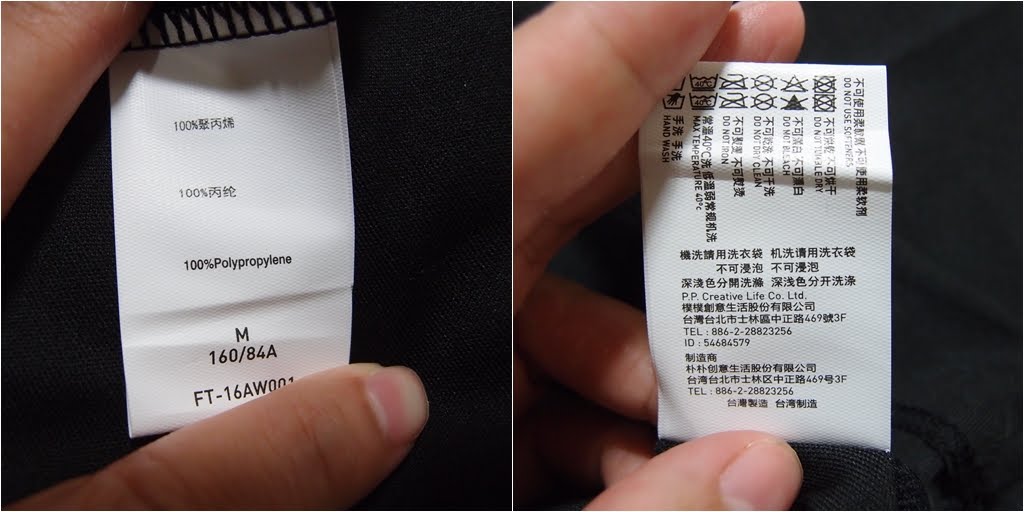 100%聚丙烯
100%丙纶
100%Polypropylene
M
160/84A
FT-16AW001
不可使用柔軟劑 不可使用柔软剂
DO NOT USE SOFTENERS
不可烘乾 不可烘干
DO NOT TUMBLE DRY
不可漂白 不可漂白
DO NOT BLEACH
不可乾洗 不可干洗
DO NOT DRY CLEAN
不可熨燙 不可熨烫
DO NOT IRON
常溫40°C洗 低溫弱常规机洗
MAX TEMPERATURE 40°c
手洗 手洗
HAND WASH
機洗請用洗衣袋 机洗请用洗衣袋
不可浸泡 不可浸泡
深淺色分開洗滌 深浅色分开洗涤
P.P. Creative Life Co. Ltd.
樸樸創意生活股份有限公司
台灣台北市士林區中正路469號3F
TEL : 886-2-28823256
ID : 54684579
制造商
朴朴创意生活股份有限公司
台湾台北市士林区中正路469号3F
TEL : 886-2-28823256
台灣製造 台湾制造